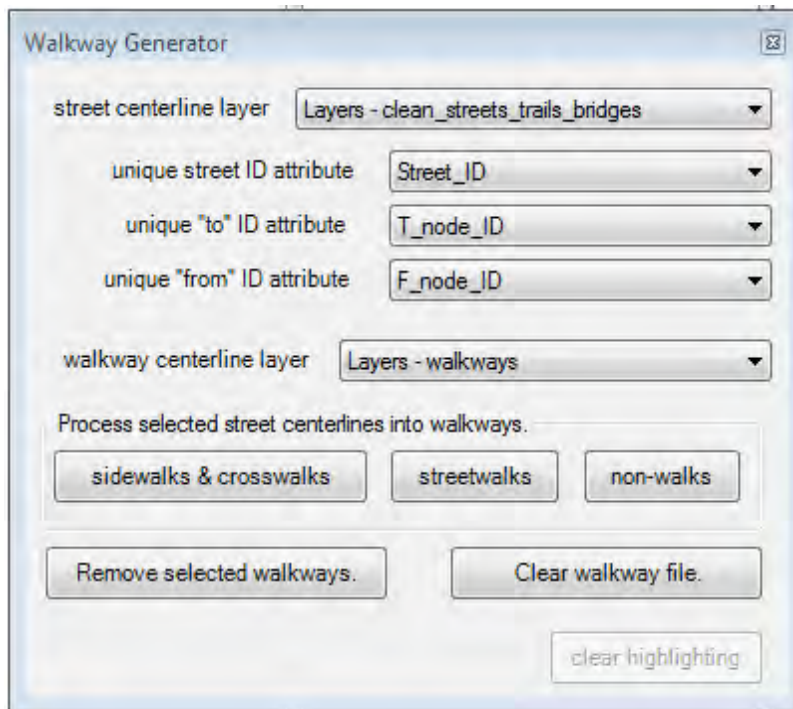 Walkway Generator
street centerline layer Layers - clean_streets_trails_bridges
unique street ID attribute Street_ID
unique "to" ID attribute T_node_ID
unique "from" ID attribute F_node_ID
walkway centerline layer Layers - walkways
Process selected street centerlines into walkways.
sidewalks & crosswalks streetwalks non-walks
Remove selected walkways. Clear walkway file.
clear highlighting